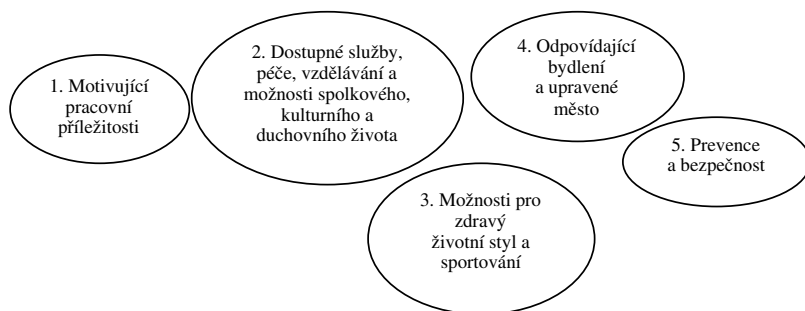 1. Motivující
pracovní
příležitosti
2. Dostupné služby,
péče, vzdělávání a
možnosti spolkového,
kulturního a
duchovního života
3. Možnosti pro
zdravý
životní styl a
sportování
4. Odpovídající
bydlení
a upravené
město
5. Prevence
a bezpečnost